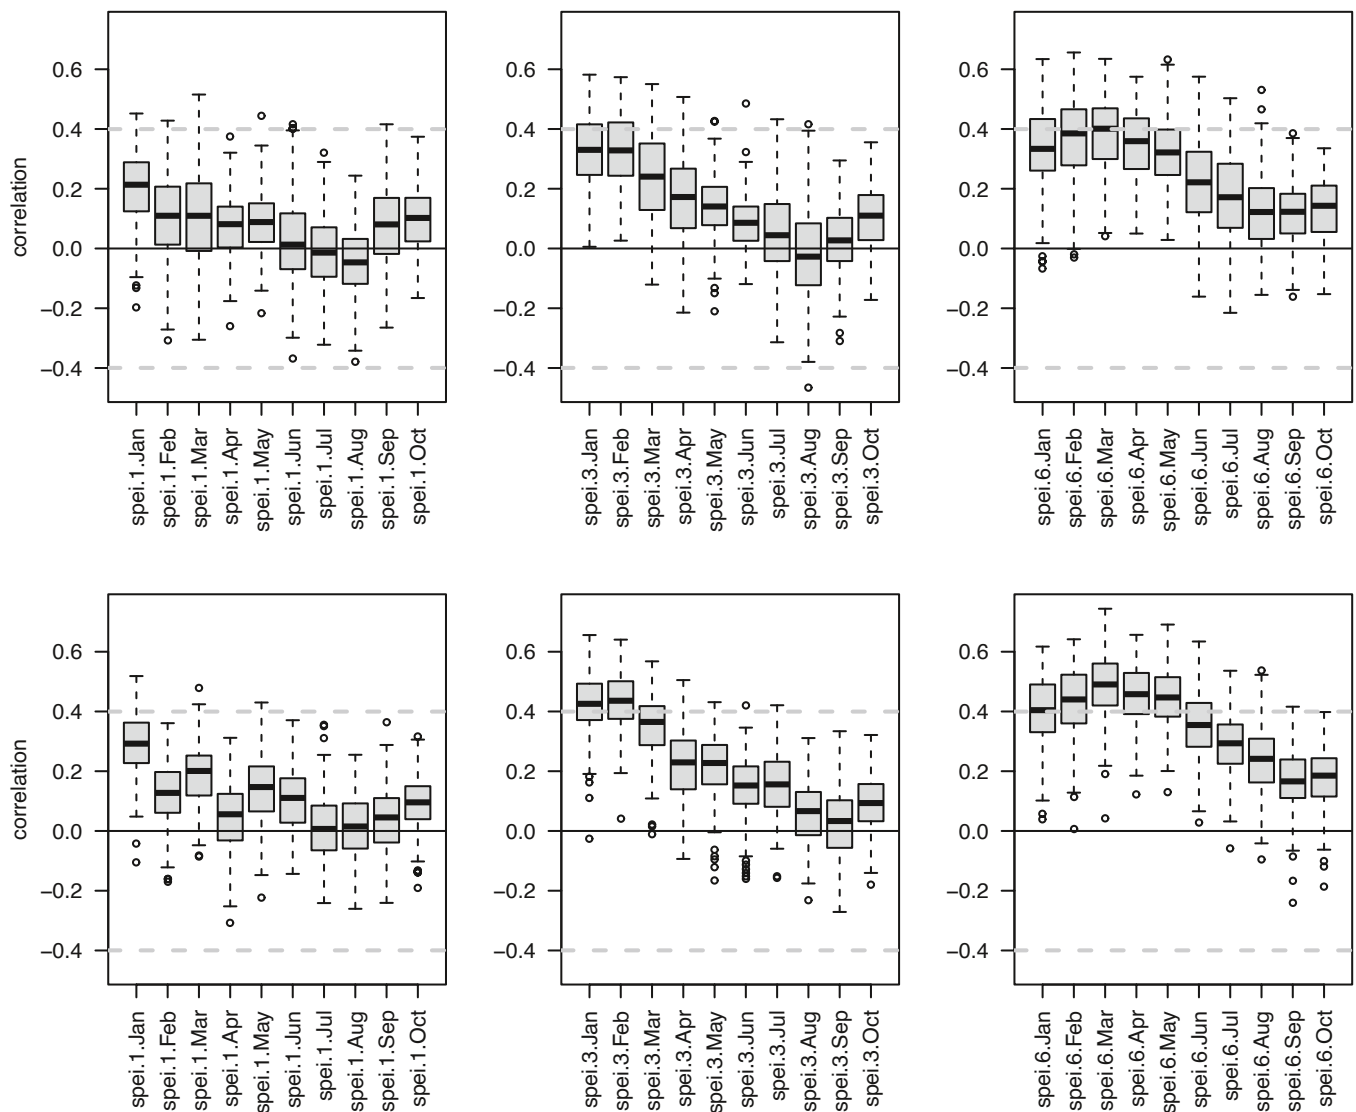 0.6
0.4
0.2
0.0
−0.2
−0.4
correlation
spei.1.Jan
spei.1.Feb
spei.1.Mar
spei.1.Apr
spei.1.May
spei.1.Jun
spei.1.Jul
spei.1.Aug
spei.1.Sep
spei.1.Oct
0.6
0.4
0.2
0.0
−0.2
−0.4
spei.3.Jan
spei.3.Feb
spei.3.Mar
spei.3.Apr
spei.3.May
spei.3.Jun
spei.3.Jul
spei.3.Aug
spei.3.Sep
spei.3.Oct
0.6
0.4
0.2
0.0
−0.2
−0.4
spei.6.Jan
spei.6.Feb
spei.6.Mar
spei.6.Apr
spei.6.May
spei.6.Jun
spei.6.Jul
spei.6.Aug
spei.6.Sep
spei.6.Oct
0.6
0.4
0.2
0.0
−0.2
−0.4
correlation
spei.1.Jan
spei.1.Feb
spei.1.Mar
spei.1.Apr
spei.1.May
spei.1.Jun
spei.1.Jul
spei.1.Aug
spei.1.Sep
spei.1.Oct
0.6
0.4
0.2
0.0
−0.2
−0.4
spei.3.Jan
spei.3.Feb
spei.3.Mar
spei.3.Apr
spei.3.May
spei.3.Jun
spei.3.Jul
spei.3.Aug
spei.3.Sep
spei.3.Oct
0.6
0.4
0.2
0.0
−0.2
−0.4
spei.6.Jan
spei.6.Feb
spei.6.Mar
spei.6.Apr
spei.6.May
spei.6.Jun
spei.6.Jul
spei.6.Aug
spei.6.Sep
spei.6.Oct